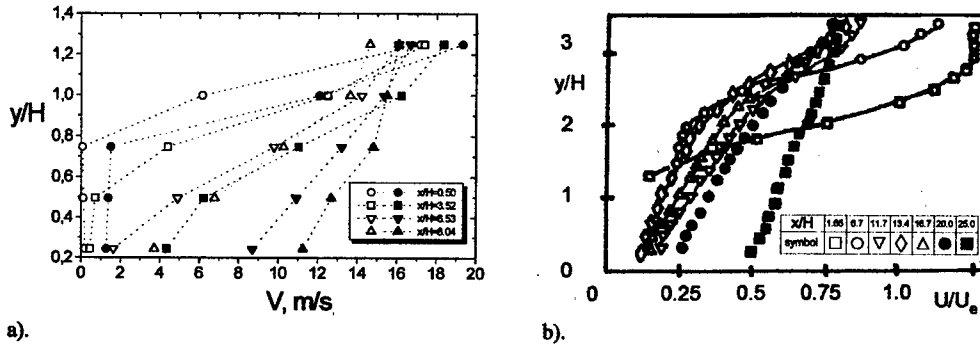 1,4
1,2
1,0
0,8
0,6
0,4
0,2
y/H
0 2 4 6 8 10 12 14 16 18 20
V, m/s
x/H=0.50
x/H=3.52
x/H=6.53
x/H=8.04
a).
3
y/H
2
1
0
0 0.25 0.50 0.75 1.0 U/Ue
x/H 1.65 6.7 11.7 13.4 16.7 20.0 25.0
symbol
b).